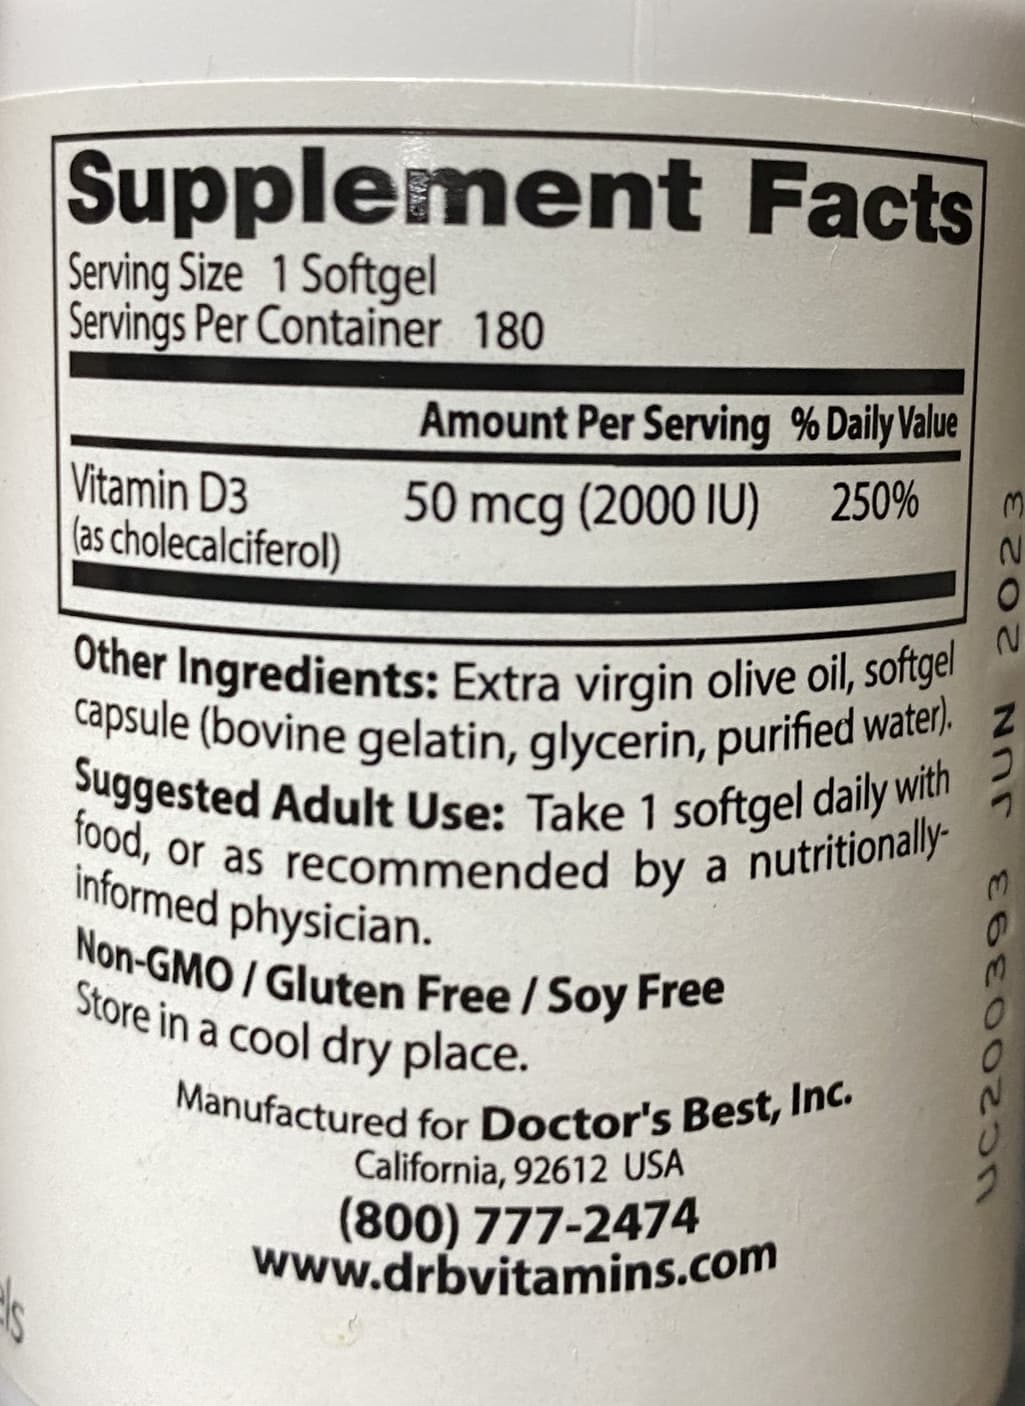 Supplement Facts
Serving Size 1 Softgel
Servings Per Container 180
Amount Per Serving % Daily Value
Vitamin D3 50 mcg (2000 IU) 250%
(as cholecalciferol)
Other Ingredients: Extra virgin olive oil, softgel
capsule (bovine gelatin, glycerin, purified water).
Suggested Adult Use: Take 1 softgel daily with
food, or as recommended by a nutritionally-
informed physician.
Non-GMO / Gluten Free / Soy Free
Store in a cool dry place.
Manufactured for Doctor's Best, Inc.
California, 92612 USA
(800) 777-2474
www.drbvitamins.com
UC200393 JUN 2023